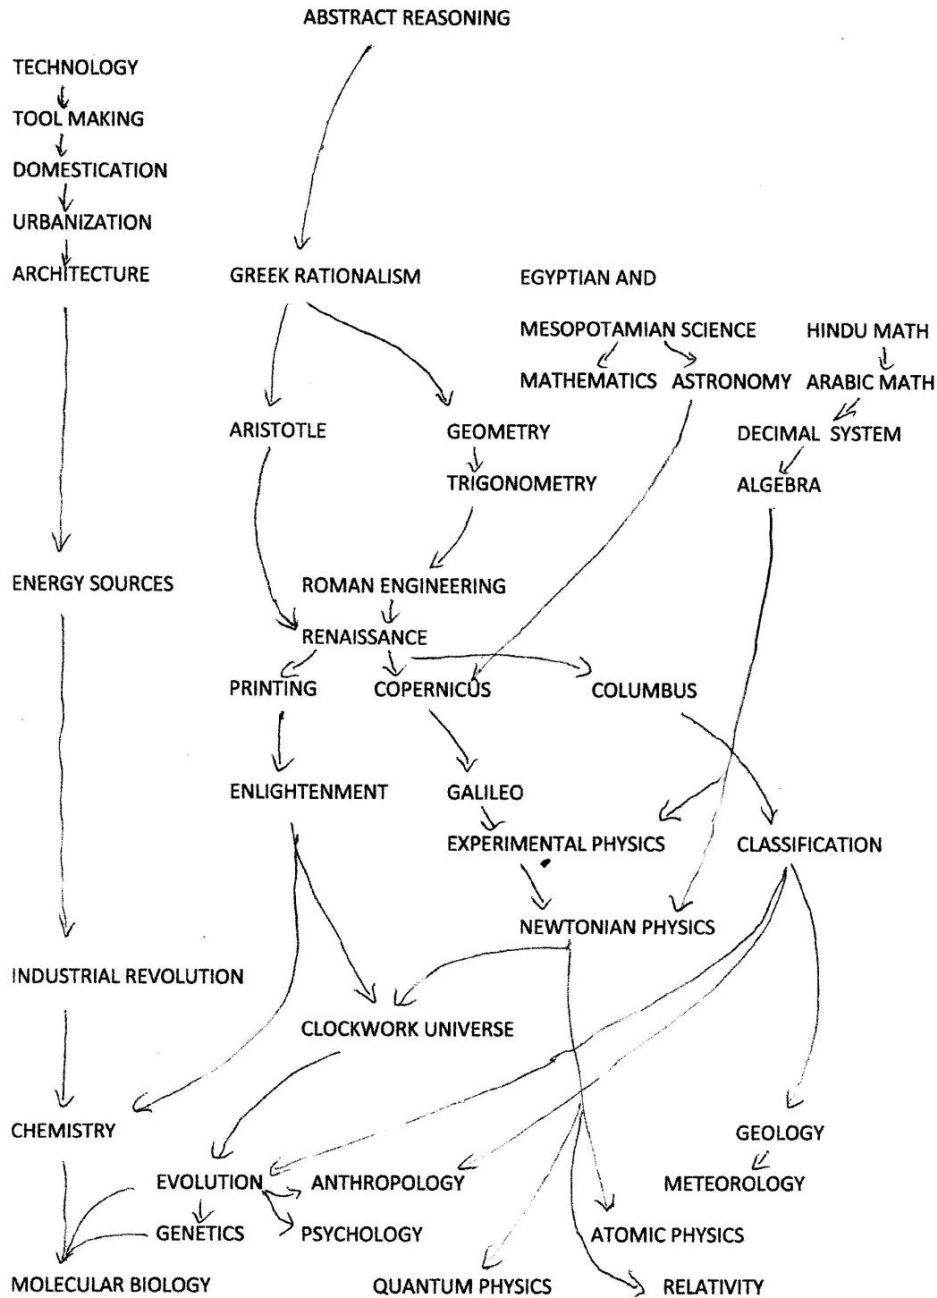 ABSTRACT REASONING
TECHNOLOGY
TOOL MAKING
DOMESTICATION
URBANIZATION
ARCHITECTURE GREEK RATIONALISM EGYPTIAN AND
MESOPOTAMIAN SCIENCE HINDU MATH
MATHEMATICS ASTRONOMY ARABIC MATH
ARISTOTLE GEOMETRY DECIMAL SYSTEM
TRIGONOMETRY ALGEBRA
ENERGY SOURCES ROMAN ENGINEERING
RENAISSANCE
PRINTING COPERNICUS COLUMBUS
ENLIGHTENMENT GALILEO
EXPERIMENTAL PHYSICS CLASSIFICATION
NEWTONIAN PHYSICS
INDUSTRIAL REVOLUTION
CLOCKWORK UNIVERSE
CHEMISTRY GEOLOGY
EVOLUTION ANTHROPOLOGY METEOROLOGY
GENETICS PSYCHOLOGY ATOMIC PHYSICS
MOLECULAR BIOLOGY QUANTUM PHYSICS RELATIVITY